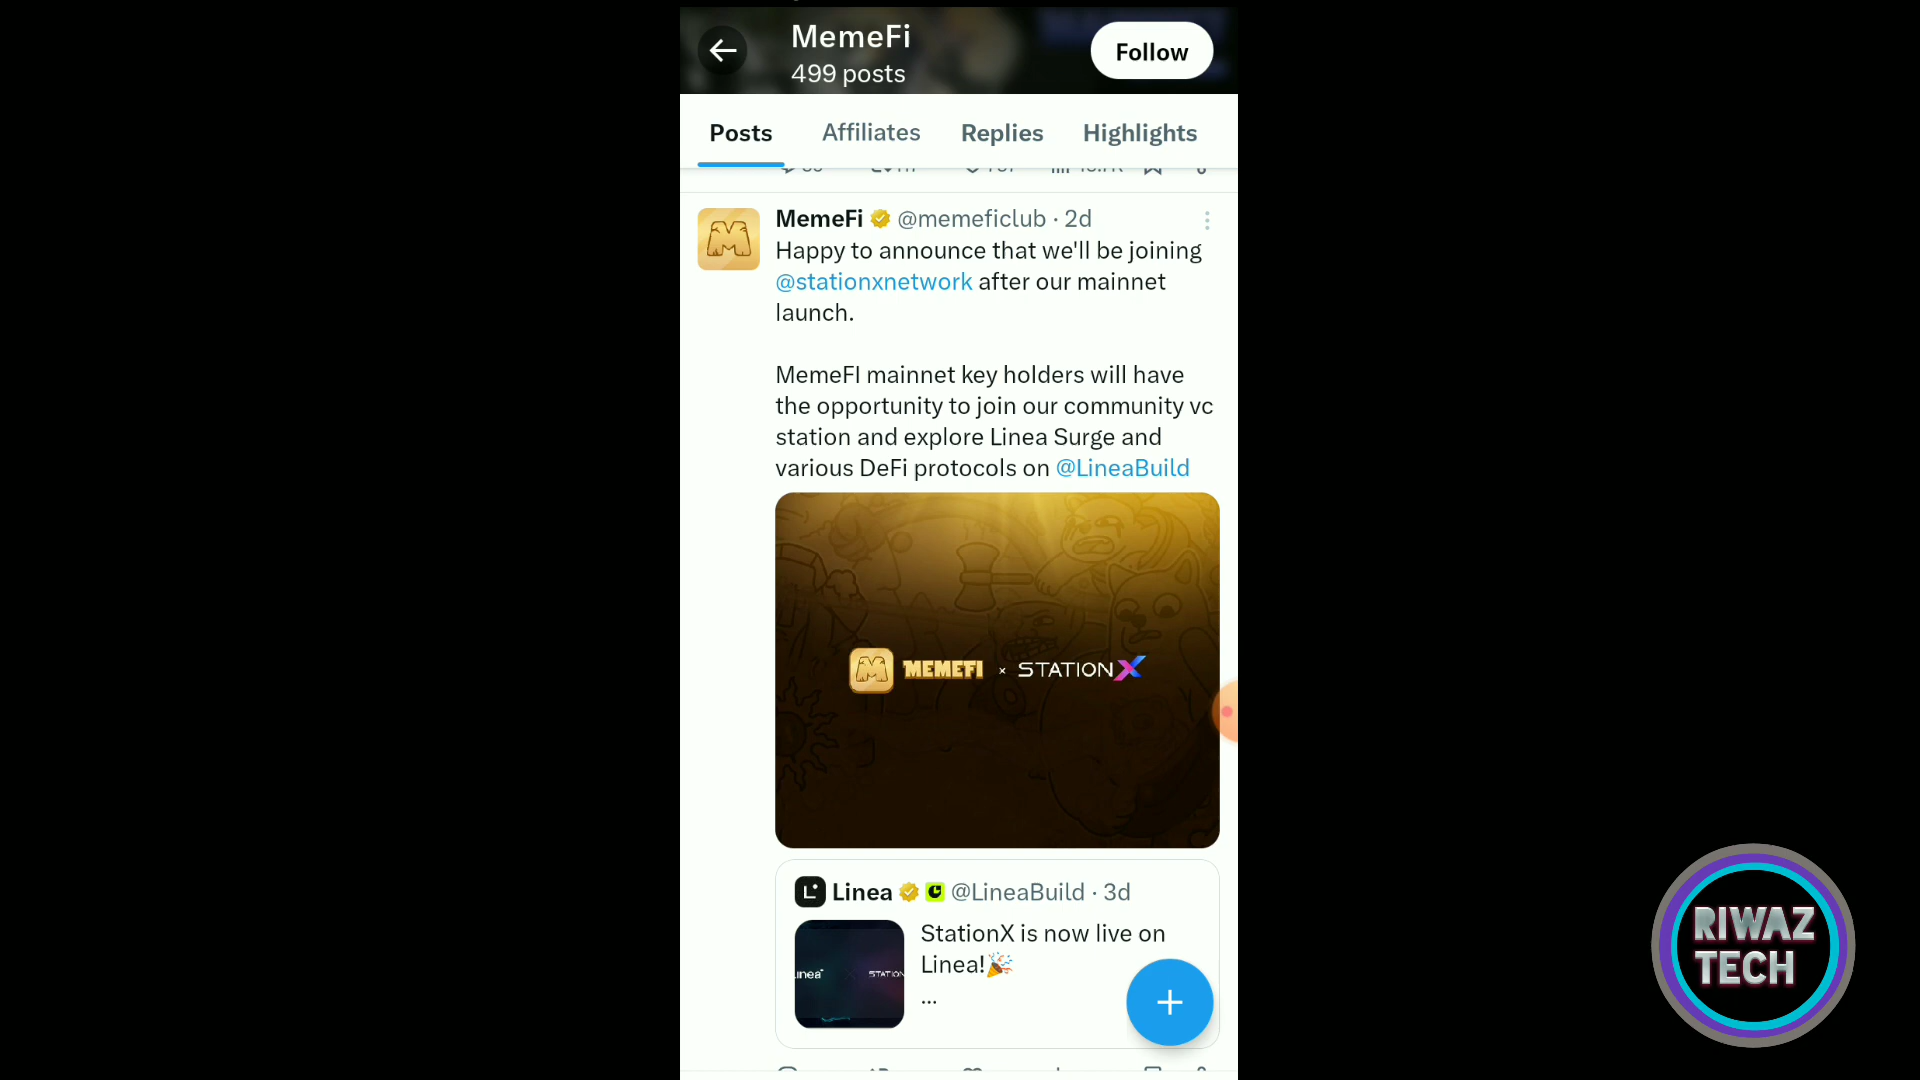 MemeFi
499 posts
Follow
Posts Affiliates Replies Highlights
MemeFi @memeficlub · 2d
Happy to announce that we'll be joining
@stationxnetwork after our mainnet
launch.
MemeFI mainnet key holders will have
the opportunity to join our community vc
station and explore Linea Surge and
various DeFi protocols on @LineaBuild
MEMEFI × STATIONX
Linea @LineaBuild · 3d
StationX is now live on
Linea!🎉
...
RIWAZ
TECH